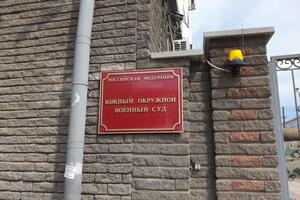 РОССИЙСКАЯ ФЕДЕРАЦИЯ
ЮЖНЫЙ ОКРУЖНОЙ
ВОЕННЫЙ СУД